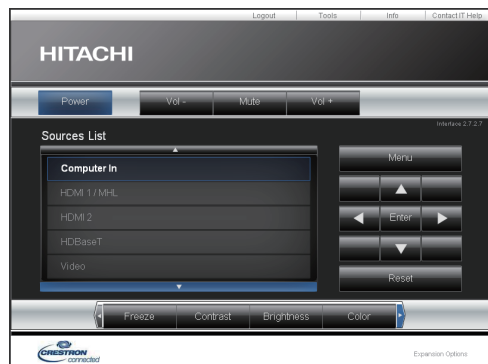 Logout Tools Info Contact IT Help
HITACHI
Power Vol - Mute Vol +
Interface 2.7.2.7
Sources List
Computer In
HDMI 1 / MHL
HDMI 2
HDBaseT
Video
Menu
Enter
Reset
Freeze Contrast Brightness Color
CRESTRON connected
Expansion Options